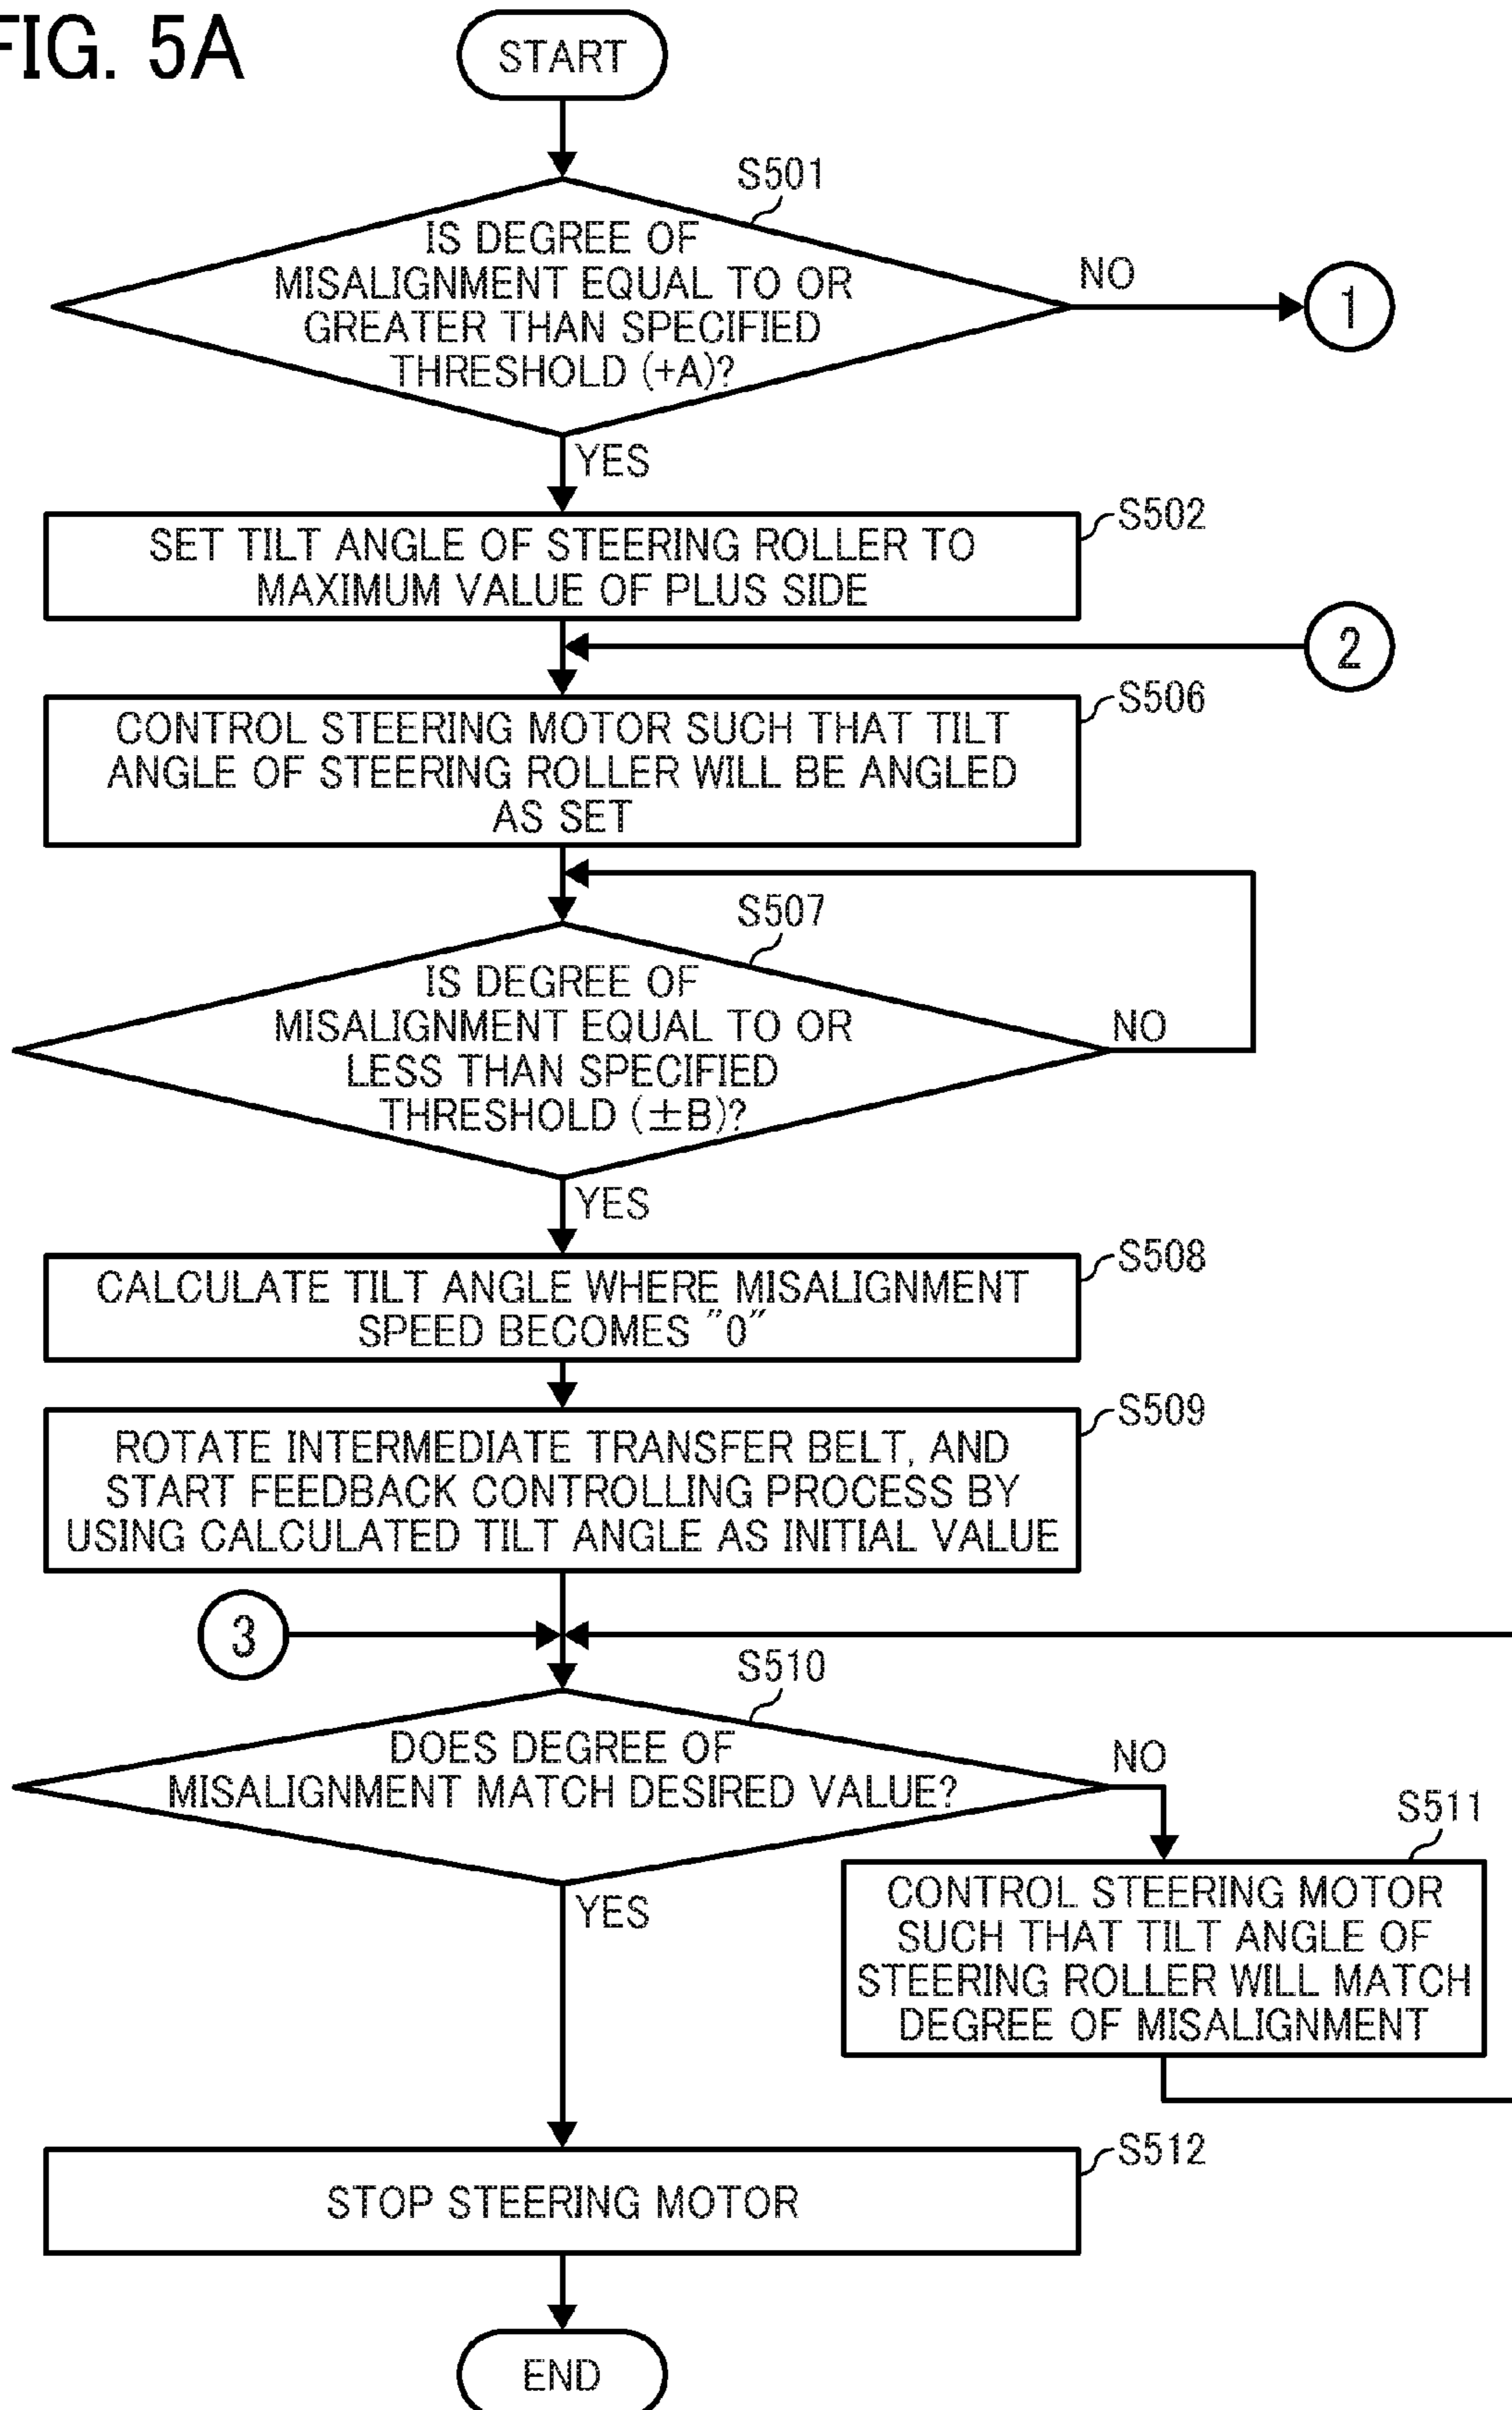 FIG. 5A
START
S501
IS DEGREE OF
MISALIGNMENT EQUAL TO OR
GREATER THAN SPECIFIED
THRESHOLD (+A)?
NO
1
YES
S502
SET TILT ANGLE OF STEERING ROLLER TO
MAXIMUM VALUE OF PLUS SIDE
2
S506
CONTROL STEERING MOTOR SUCH THAT TILT
ANGLE OF STEERING ROLLER WILL BE ANGLED
AS SET
S507
IS DEGREE OF
MISALIGNMENT EQUAL TO OR
LESS THAN SPECIFIED
THRESHOLD (±B)?
NO
YES
S508
CALCULATE TILT ANGLE WHERE MISALIGNMENT
SPEED BECOMES "0"
S509
ROTATE INTERMEDIATE TRANSFER BELT, AND
START FEEDBACK CONTROLLING PROCESS BY
USING CALCULATED TILT ANGLE AS INITIAL VALUE
3
S510
DOES DEGREE OF
MISALIGNMENT MATCH DESIRED VALUE?
NO
S511
CONTROL STEERING MOTOR
SUCH THAT TILT ANGLE OF
STEERING ROLLER WILL MATCH
DEGREE OF MISALIGNMENT
YES
S512
STOP STEERING MOTOR
END